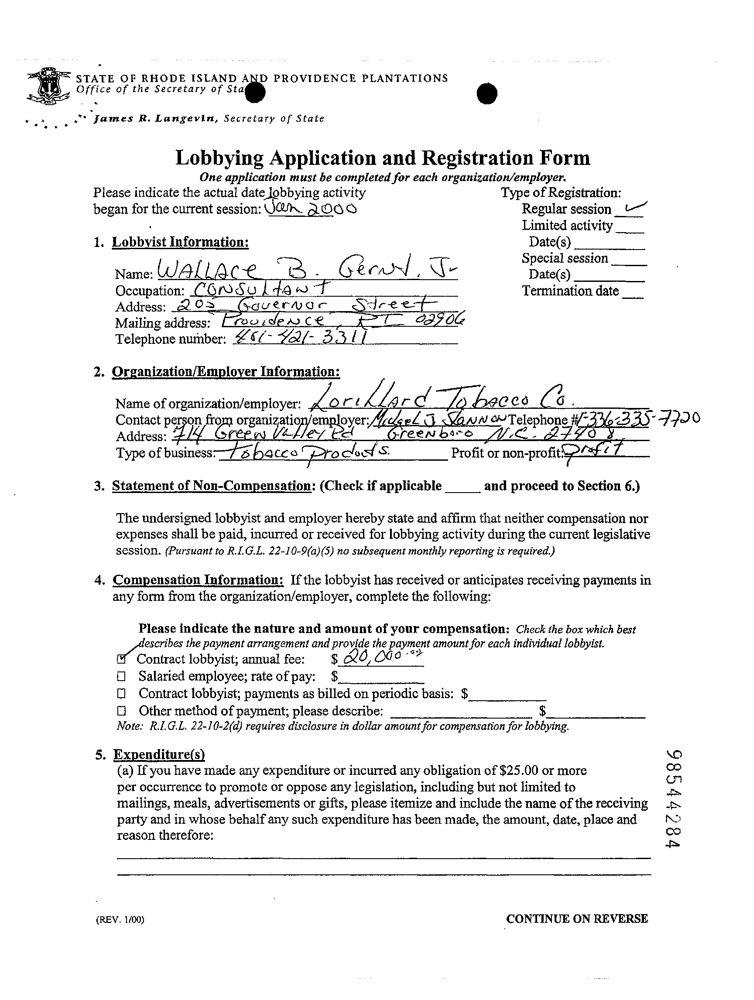 STATE OF RHODE ISLAND AND PROVIDENCE PLANTATIONS
Office of the Secretary of Sta
James R. Langevin, Secretary of State
Lobbying Application and Registration Form
One application must be completed for each organization/employer.
Please indicate the actual date lobbying activity
began for the current session: Jan 2000
Type of Registration:
Regular session ✓
Limited activity
Date(s)
Special session
Date(s)
Termination date
1. Lobbyist Information:
Name: WALLACE B. Jr
Occupation: CONSULTANT
Address: 203 Governor Street
Mailing address: Providence, RI 02906
Telephone number: 401-421-3311
2. Organization/Employer Information:
Name of organization/employer: Lorillard Tobacco Co.
Contact person from organization/employer: Michael J Shannon Telephone # 1-336-335-7720
Address: 714 Green Valley Rd Greenboro N.C. 27408
Type of business: Tobacco Products. Profit or non-profit: Profit
3. Statement of Non-Compensation: (Check if applicable _____ and proceed to Section 6.)
The undersigned lobbyist and employer hereby state and affirm that neither compensation nor
expenses shall be paid, incurred or received for lobbying activity during the current legislative
session. (Pursuant to R.I.G.L. 22-10-9(a)(5) no subsequent monthly reporting is required.)
4. Compensation Information: If the lobbyist has received or anticipates receiving payments in
any form from the organization/employer, complete the following:
Please indicate the nature and amount of your compensation: Check the box which best
describes the payment arrangement and provide the payment amount for each individual lobbyist.
☑ Contract lobbyist; annual fee: $ 20,000.00
☐ Salaried employee; rate of pay: $
☐ Contract lobbyist; payments as billed on periodic basis: $
☐ Other method of payment; please describe: $
Note: R.I.G.L. 22-10-2(d) requires disclosure in dollar amount for compensation for lobbying.
5. Expenditure(s)
(a) If you have made any expenditure or incurred any obligation of $25.00 or more
per occurrence to promote or oppose any legislation, including but not limited to
mailings, meals, advertisements or gifts, please itemize and include the name of the receiving
party and in whose behalf any such expenditure has been made, the amount, date, place and
reason therefore:
98544284
(REV. 1/00)
CONTINUE ON REVERSE